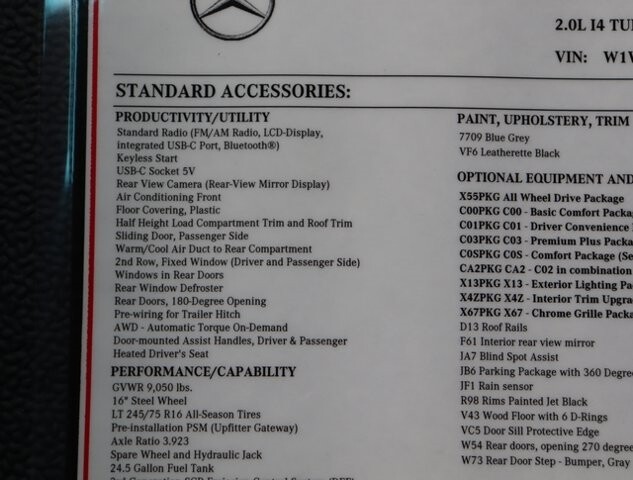 2.0L I4
VIN:
STANDARD ACCESSORIES:
PRODUCTIVITY/UTILITY
Standard Radio (FM/AM Radio, LCD-Display,
integrated USB-C Port, Bluetooth®)
Keyless Start
USB-C Socket 5V
Rear View Camera (Rear-View Mirror Display)
Air Conditioning Front
Floor Covering, Plastic
Half Height Load Compartment Trim and Roof Trim
Sliding Door, Passenger Side
Warm/Cool Air Duct to Rear Compartment
2nd Row, Fixed Window (Driver and Passenger Side)
Windows in Rear Doors
Rear Window Defroster
Rear Doors, 180-Degree Opening
Pre-wiring for Trailer Hitch
AWD - Automatic Torque On-Demand
Door-mounted Assist Handles, Driver & Passenger
Heated Driver's Seat
PERFORMANCE/CAPABILITY
GVWR 9,050 lbs.
16" Steel Wheel
LT 245/75 R16 All-Season Tires
Pre-installation PSM (Upfitter Gateway)
Axle Ratio 3.923
Spare Wheel and Hydraulic Jack
24.5 Gallon Fuel Tank
PAINT, UPHOLSTERY, TRIM
7709 Blue Grey
VF6 Leatherette Black
OPTIONAL EQUIPMENT AND
X55PKG All Wheel Drive Package
C00PKG C00 - Basic Comfort
C01PKG C01 - Driver Convenience
C03PKG C03 - Premium Plus
C0SPKG C0S - Comfort Package
CA2PKG CA2 - C02 in combination
X13PKG X13 - Exterior Lighting
X4ZPKG X4Z - Interior Trim
X67PKG X67 - Chrome Grille
D13 Roof Rails
F61 Interior rear view mirror
JA7 Blind Spot Assist
JB6 Parking Package with 360
JF1 Rain sensor
R98 Rims Painted Jet Black
V43 Wood Floor with 6 D-Rings
VC5 Door Sill Protective Edge
W54 Rear doors, opening 270
W73 Rear Door Step - Bumper, Gray